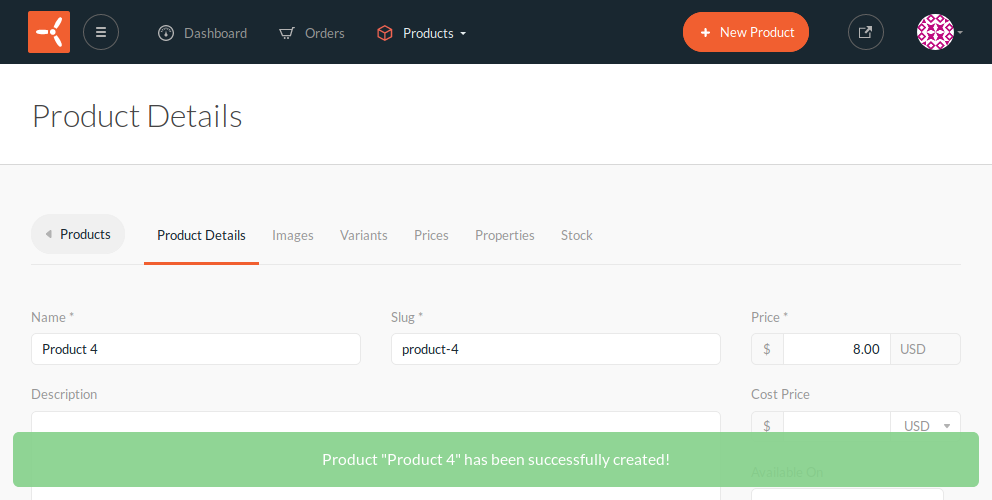 Dashboard
Orders
Products
New Product
Product Details
Products
Product Details
Images
Variants
Prices
Properties
Stock
Name *
Slug *
Price *
Product 4
product-4
$ 8.00 USD
Description
Cost Price
$ USD
Product "Product 4" has been successfully created!
Available On